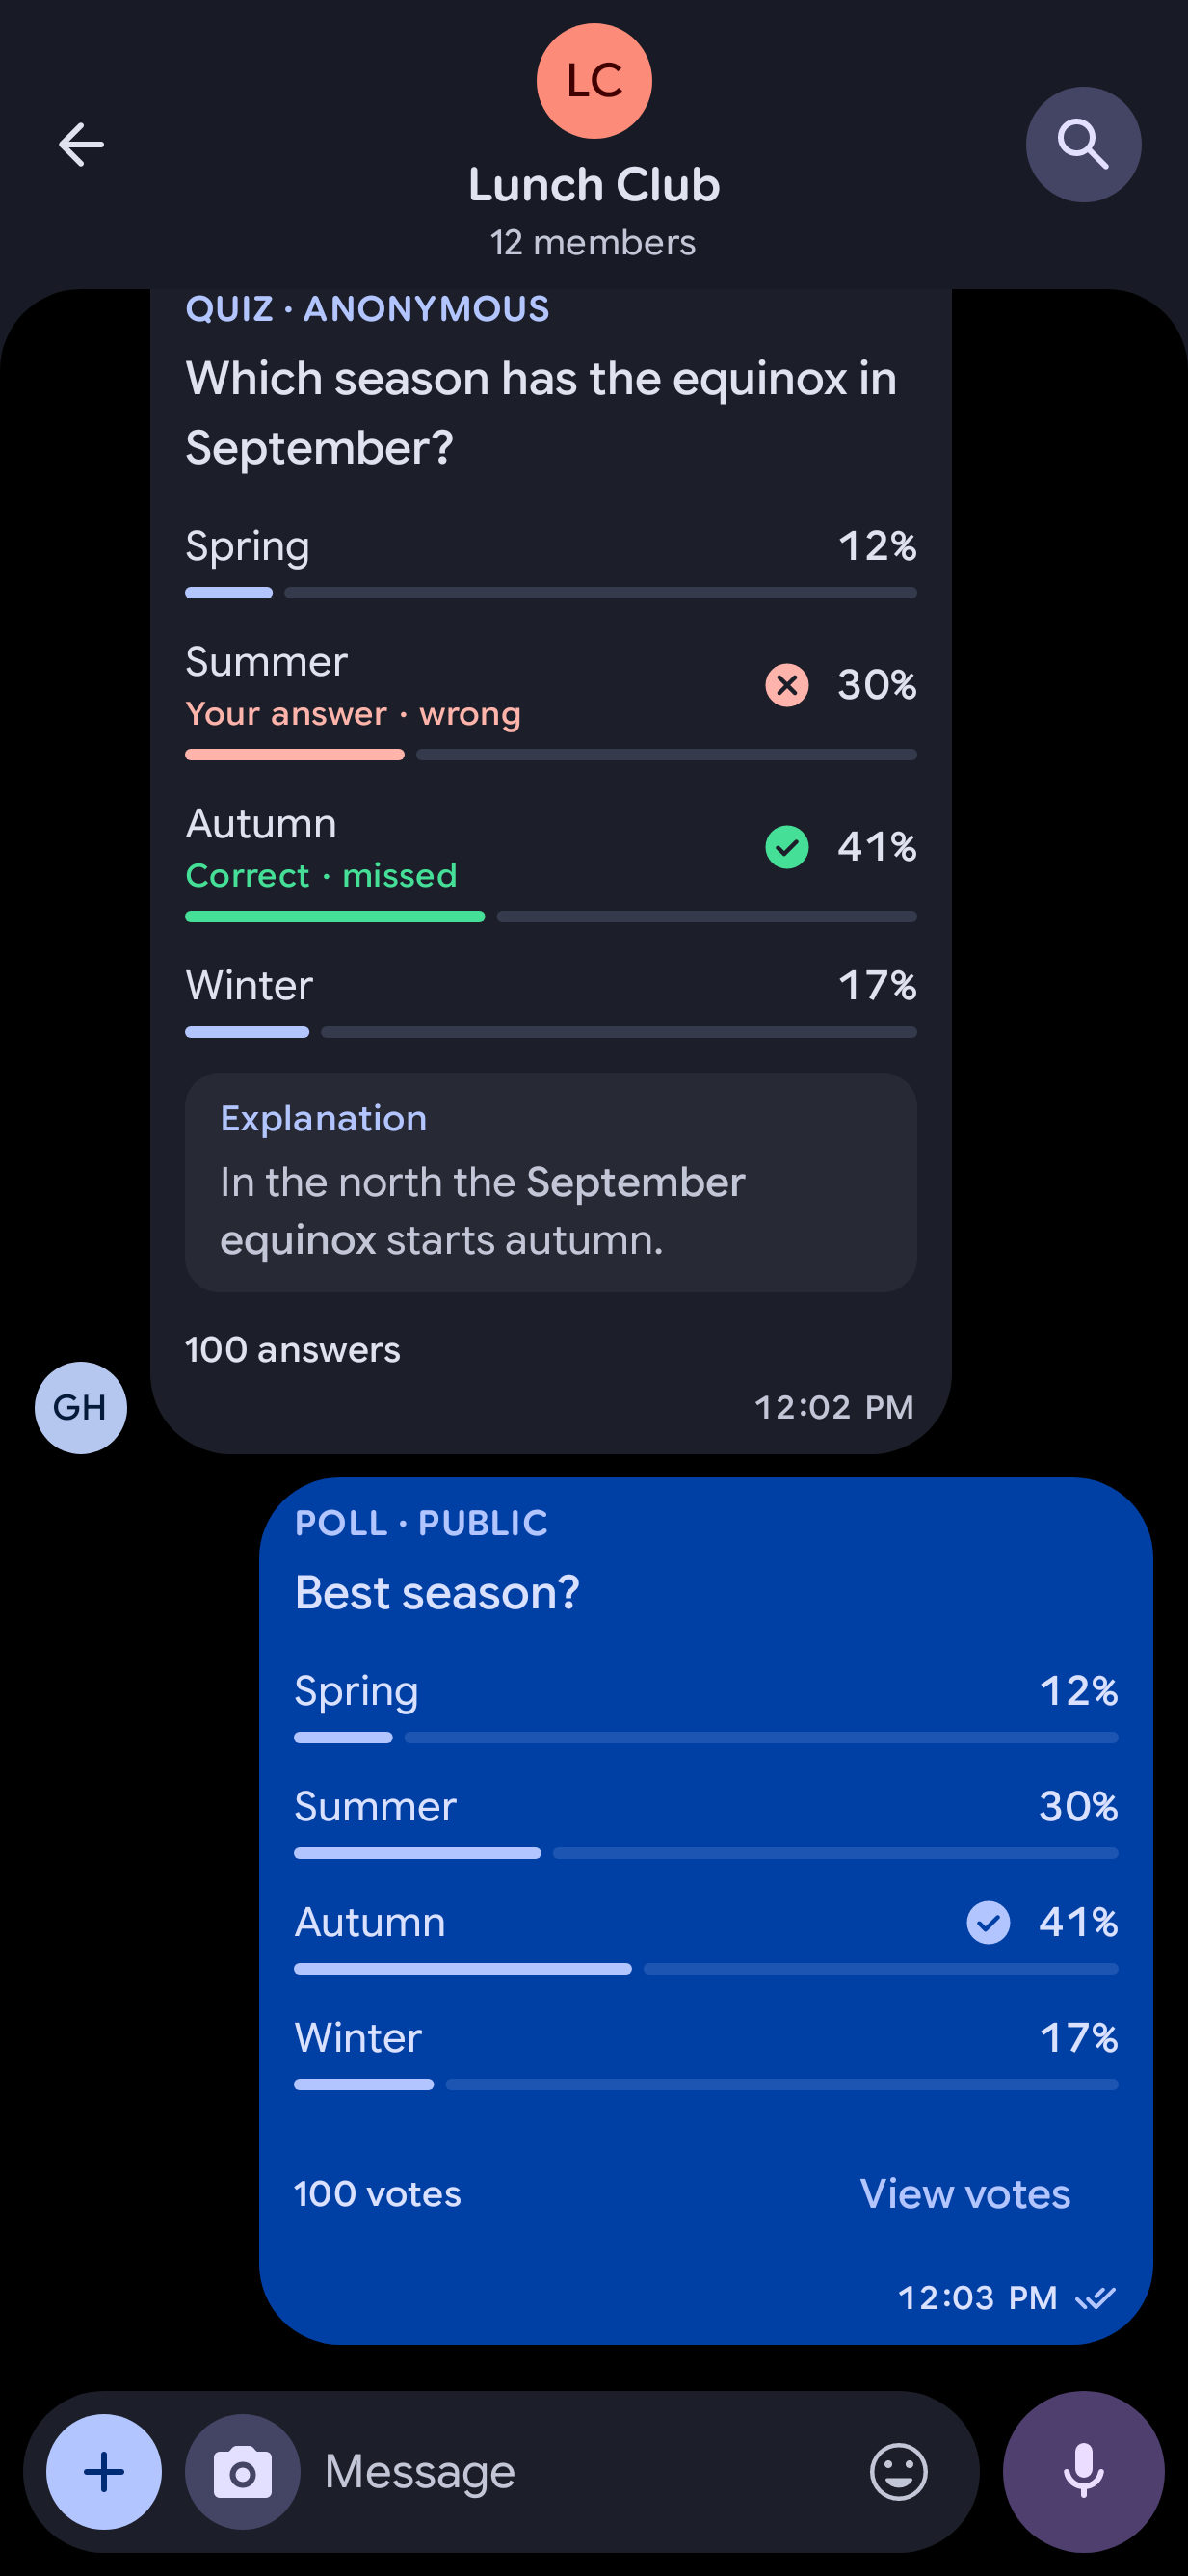 LC
Lunch Club
12 members
QUIZ · ANONYMOUS
Which season has the equinox in
September?
Spring 12%
Summer 30%
Your answer · wrong
Autumn 41%
Correct · missed
Winter 17%
Explanation
In the north the September
equinox starts autumn.
100 answers
GH
12:02 PM
POLL · PUBLIC
Best season?
Spring 12%
Summer 30%
Autumn 41%
Winter 17%
100 votes View votes
12:03 PM
Message